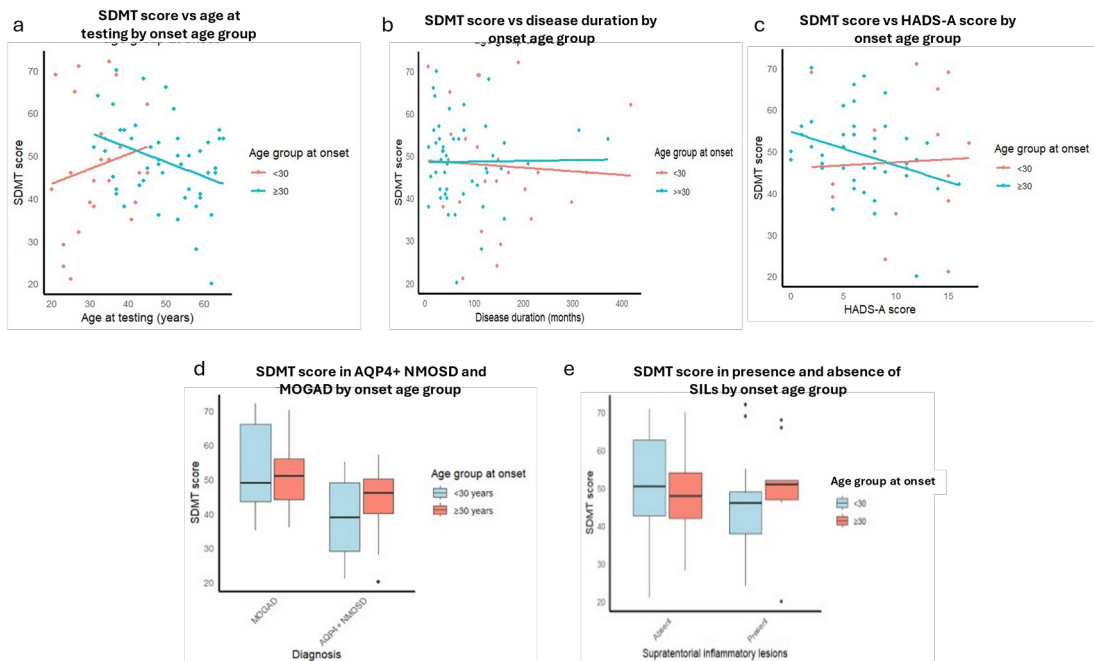 a
SDMT score vs age at
testing by onset age group
SDMT score
70
60
50
40
30
20
20
30
40
50
60
Age at testing (years)
Age group at onset
<30
≥30
b
SDMT score vs disease duration by
onset age group
SDMT score
70
60
50
40
30
20
0
100
200
300
400
Disease duration (months)
Age group at onset
<30
>=30
c
SDMT score vs HADS-A score by
onset age group
SDMT score
70
60
50
40
30
20
0
5
10
15
HADS-A score
Age group at onset
<30
≥30
d
SDMT score in AQP4+ NMOSD and
MOGAD by onset age group
SDMT score
70
60
50
40
30
20
MOGAD
AQP4+ NMOSD
Diagnosis
Age group at onset
<30 years
≥30 years
e
SDMT score in presence and absence of
SILs by onset age group
SDMT score
70
60
50
40
30
20
Absent
Present
Supratentorial inflammatory lesions
Age group at onset
<30
≥30